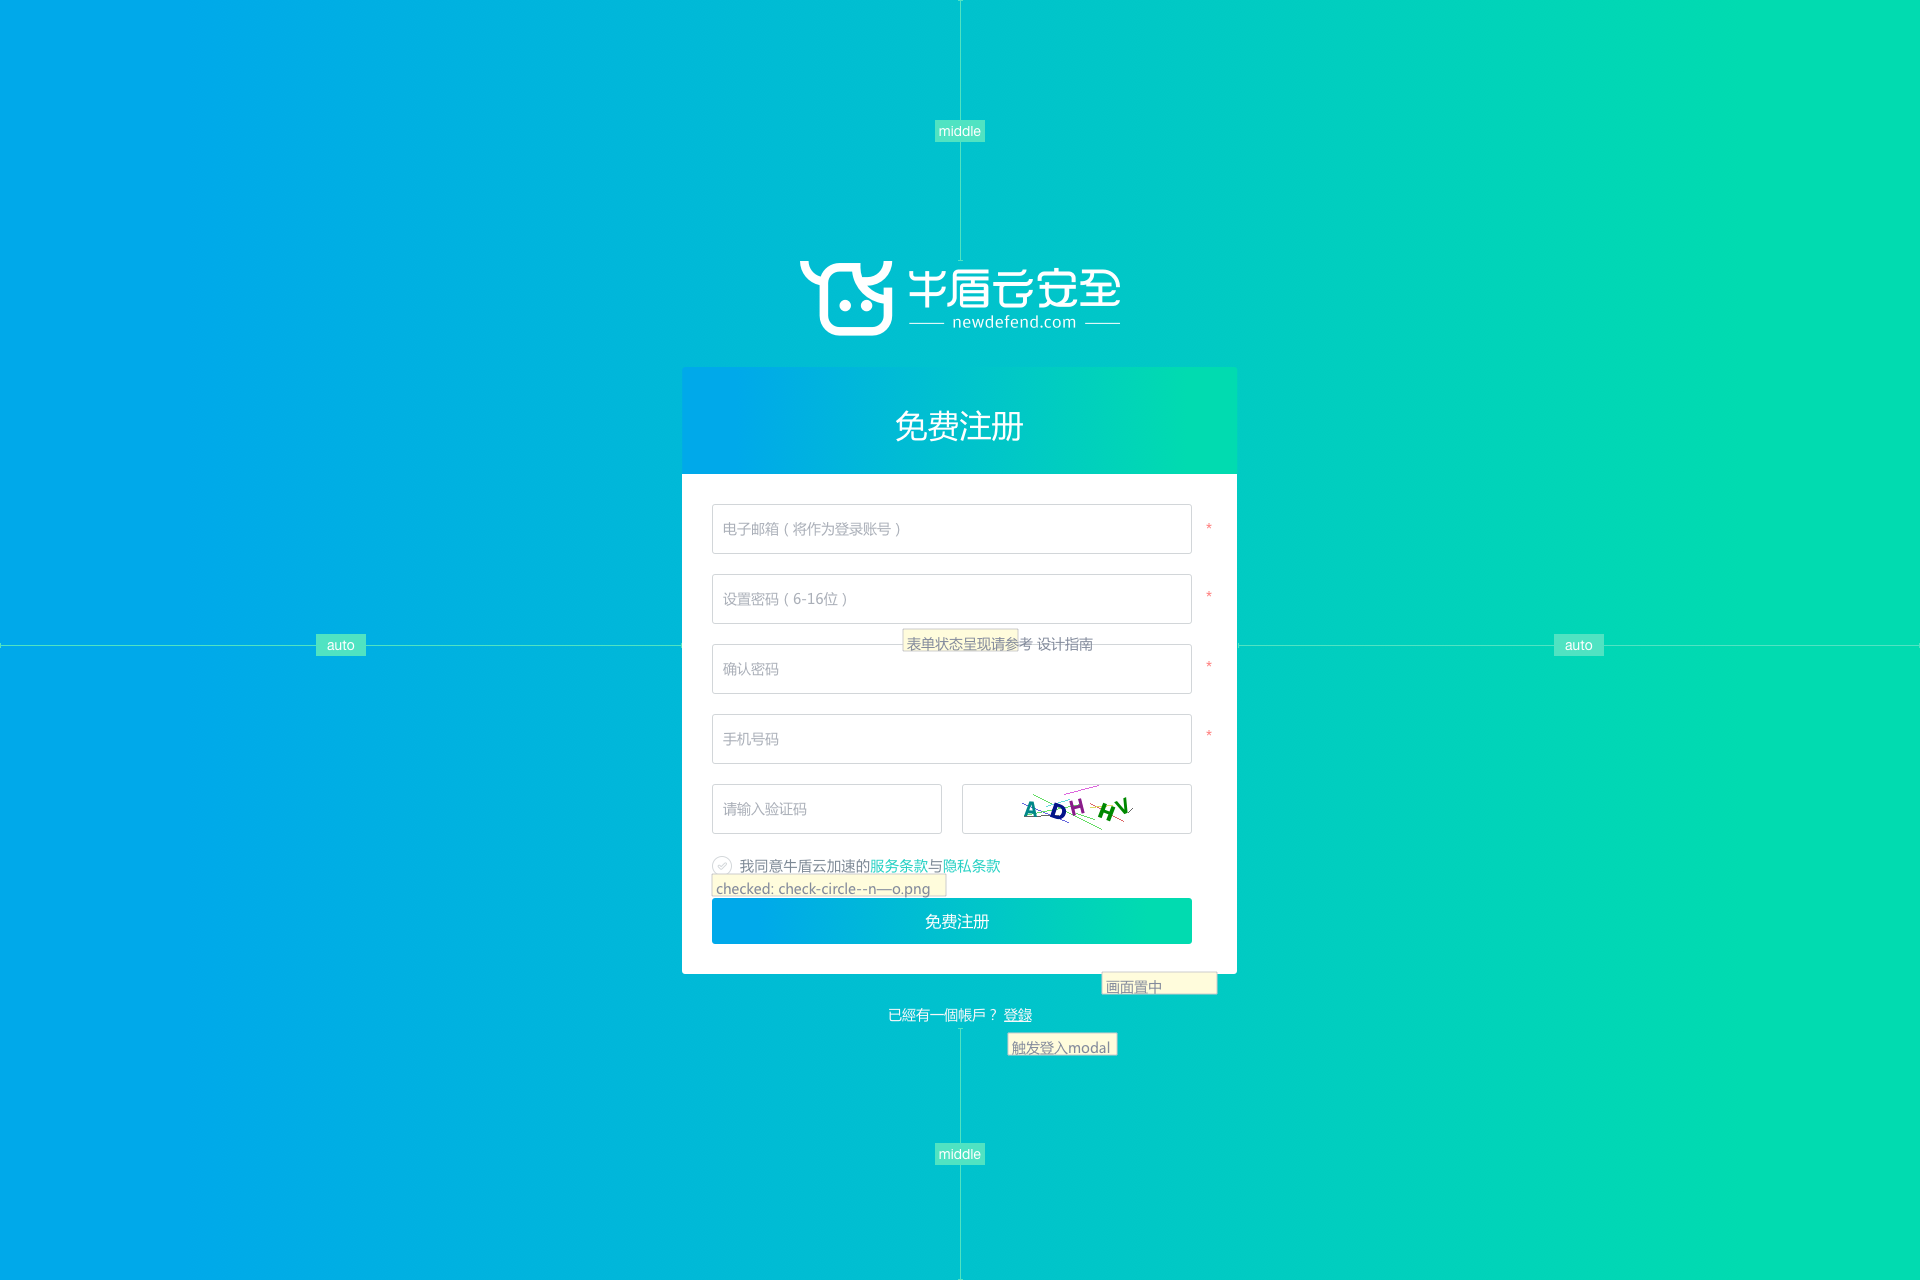 middle
牛盾云安全
newdefend.com
免费注册
电子邮箱（将作为登录账号）
*
设置密码（6-16位）
*
表单状态呈现请参考 设计指南
auto
auto
确认密码
*
手机号码
*
请输入验证码
A D H H V
我同意牛盾云加速的服务条款与隐私条款
checked: check-circle--n—o.png
免费注册
画面置中
已經有一個帳戶？ 登錄
触发登入modal
middle